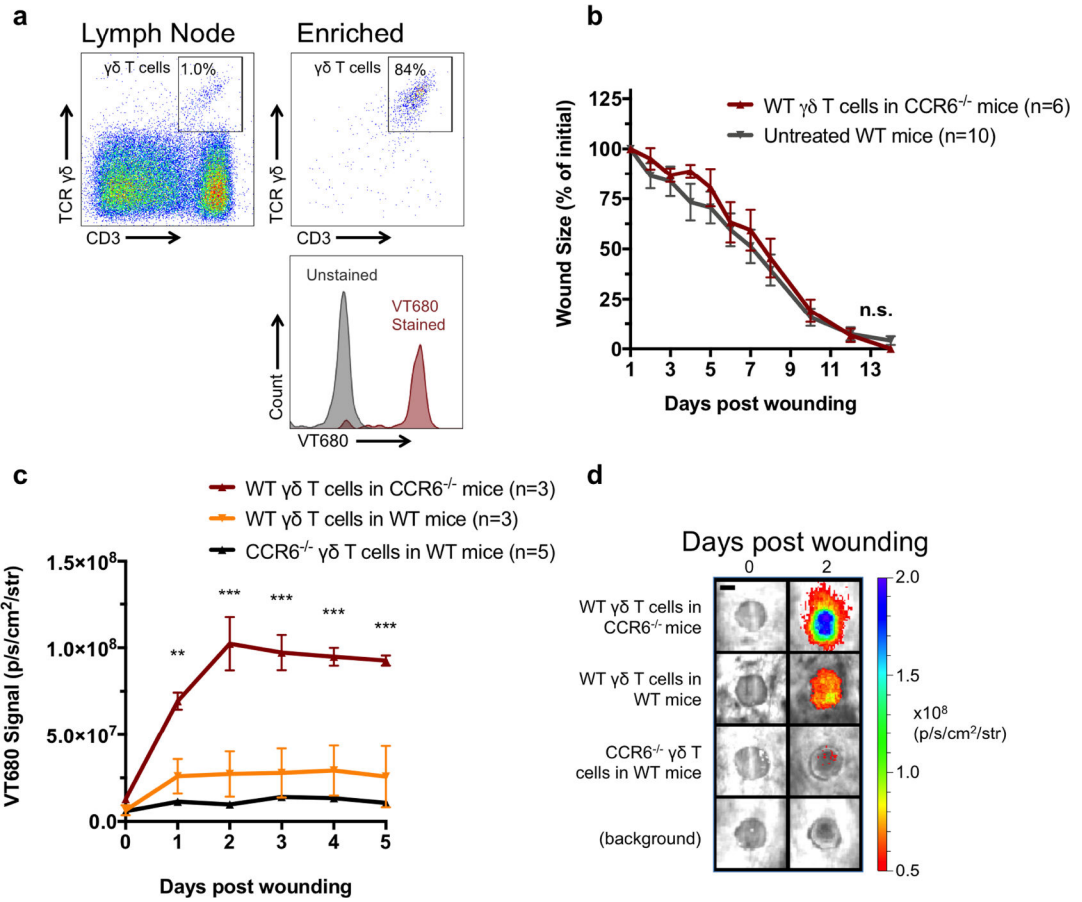 a
Lymph Node
γδ T cells
1.0%
TCR γδ
CD3
Enriched
γδ T cells
84%
TCR γδ
CD3
Unstained
VT680
Stained
Count
VT680
b
WT γδ T cells in CCR6-/- mice (n=6)
Untreated WT mice (n=10)
Wound Size (% of initial)
125
100
75
50
25
0
n.s.
1 3 5 7 9 11 13
Days post wounding
c
WT γδ T cells in CCR6-/- mice (n=3)
WT γδ T cells in WT mice (n=3)
CCR6-/- γδ T cells in WT mice (n=5)
VT680 Signal (p/s/cm²/str)
1.5×10⁸
1.0×10⁸
5.0×10⁷
0.0
**
***
***
***
***
0 1 2 3 4 5
Days post wounding
d
Days post wounding
0 2
WT γδ T cells in
CCR6-/- mice
WT γδ T cells in
WT mice
CCR6-/- γδ T
cells in WT mice
(background)
2.0
1.5
x10⁸
(p/s/cm²/str)
1.0
0.5